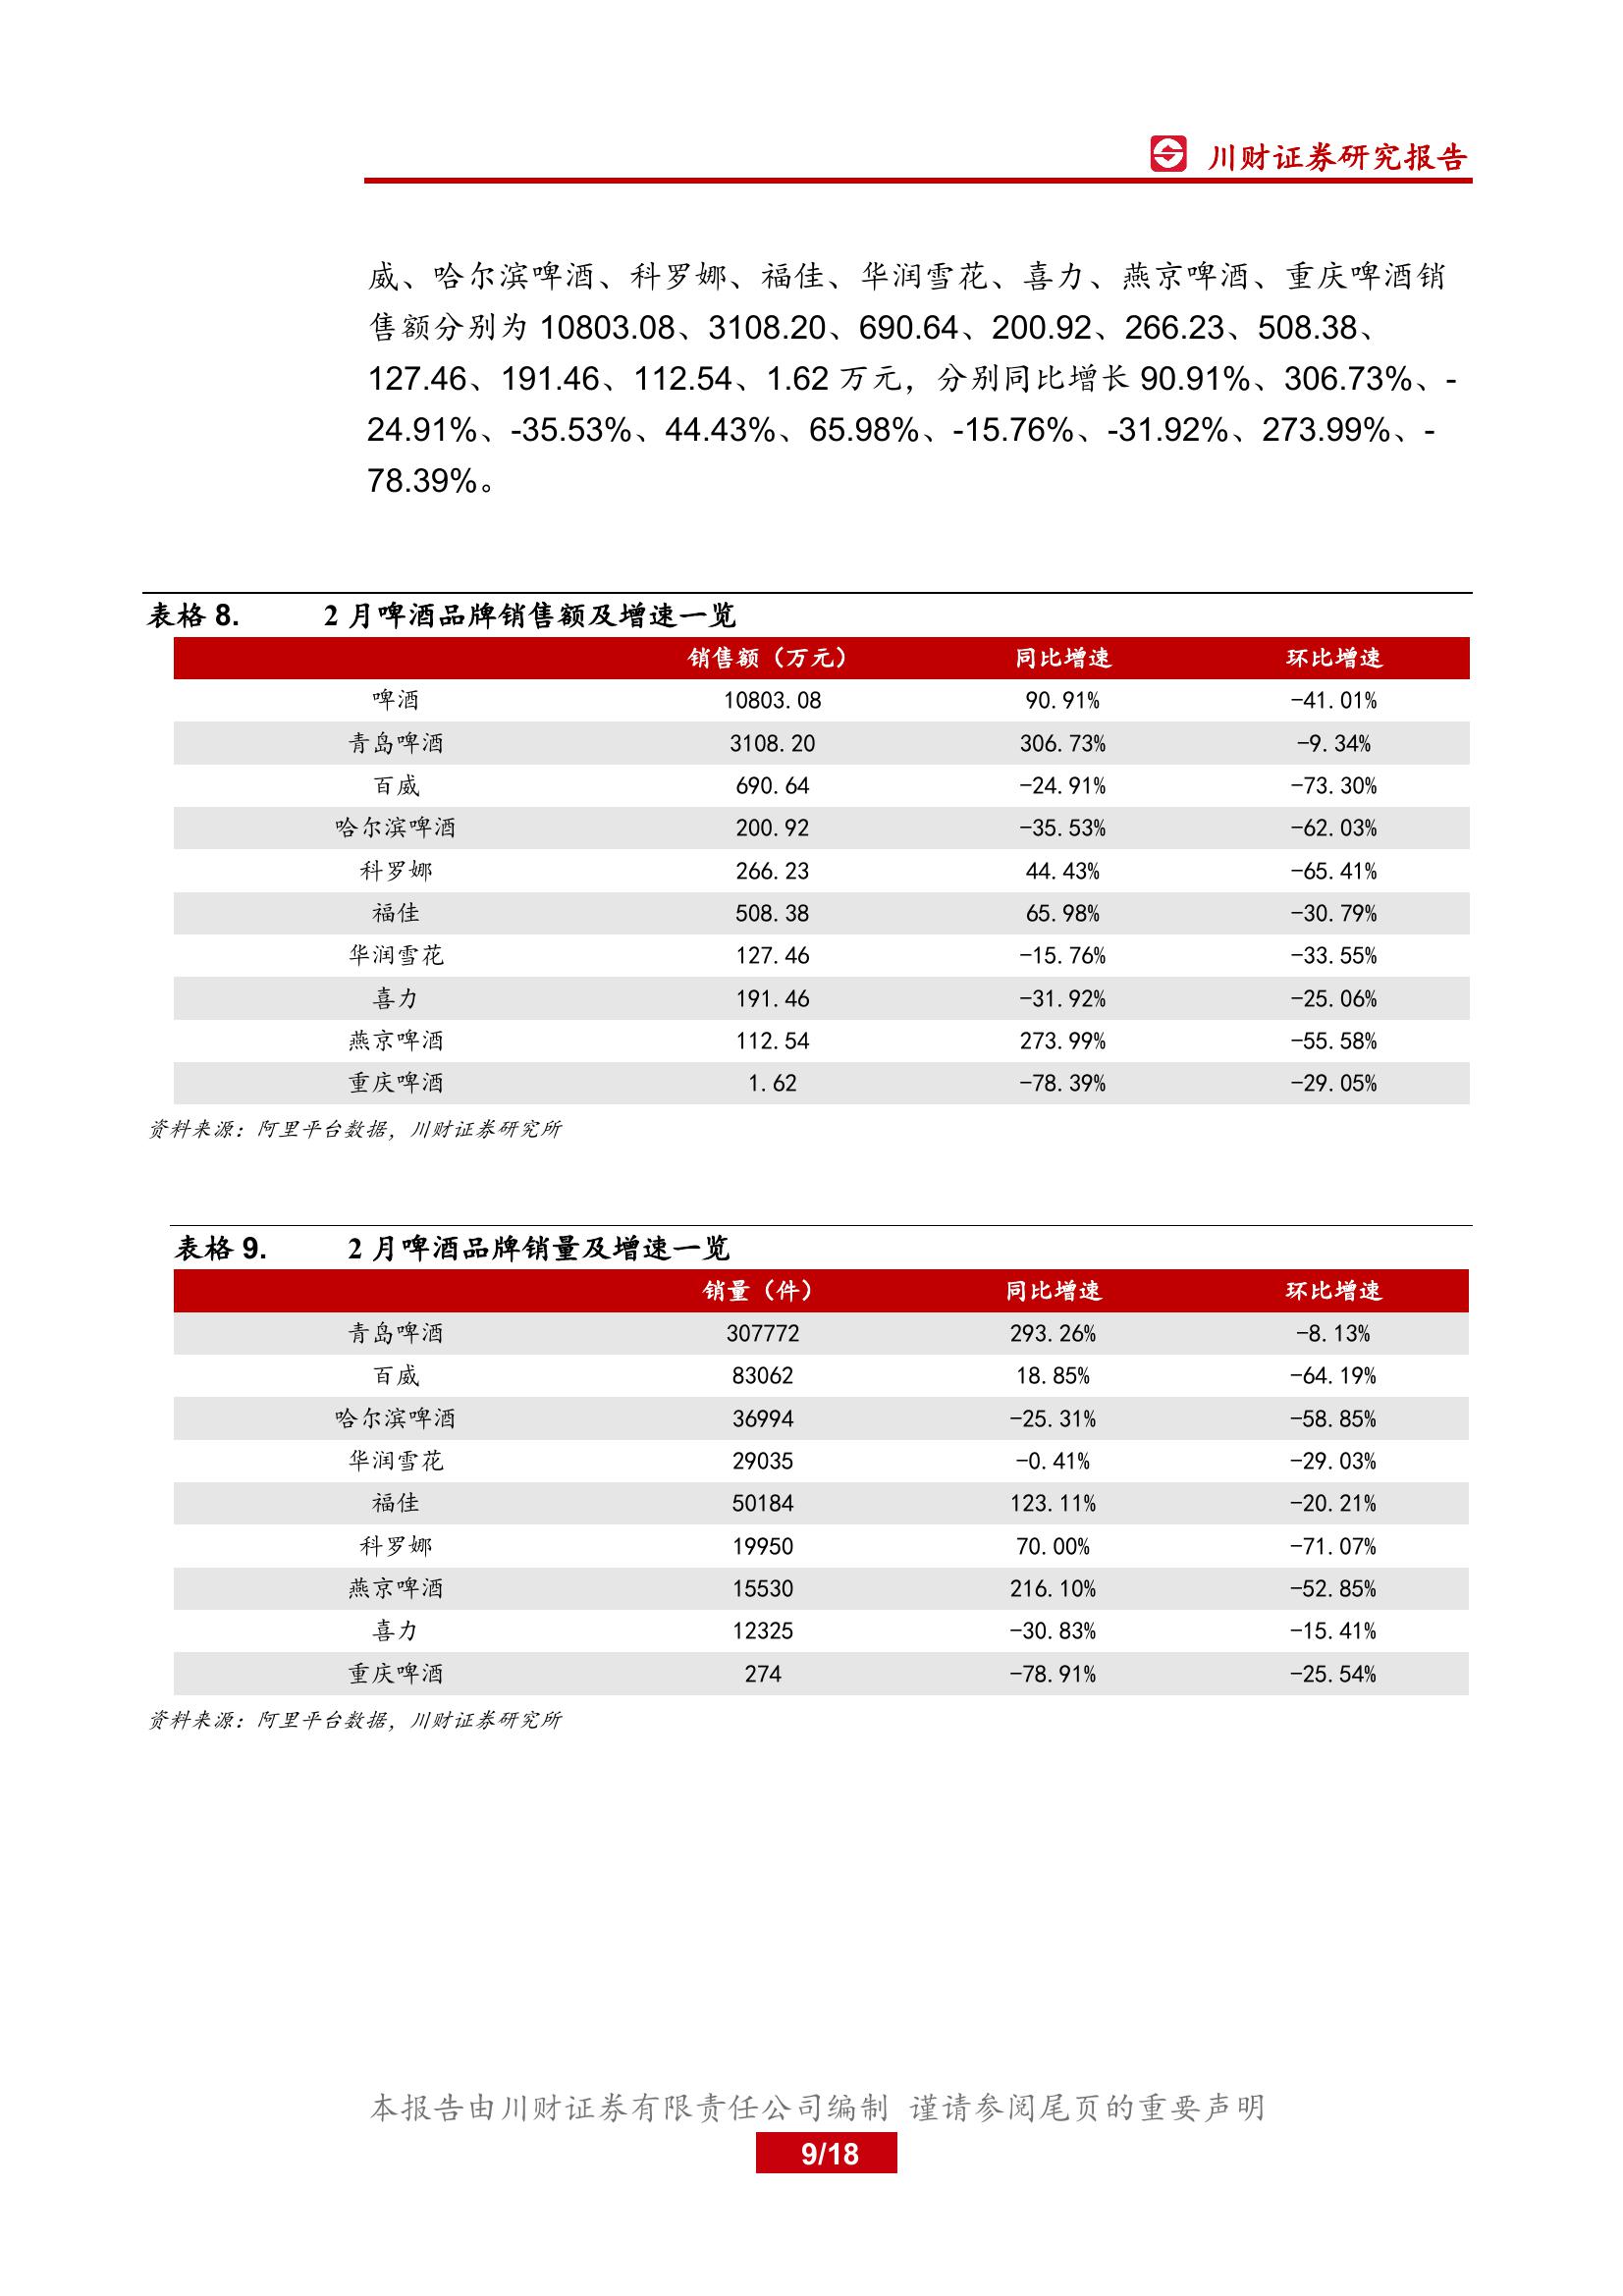 川财证券研究报告
威、哈尔滨啤酒、科罗娜、福佳、华润雪花、喜力、燕京啤酒、重庆啤酒销
售额分别为 10803.08、3108.20、690.64、200.92、266.23、508.38、
127.46、191.46、112.54、1.62 万元，分别同比增长 90.91%、306.73%、-
24.91%、-35.53%、44.43%、65.98%、-15.76%、-31.92%、273.99%、-
78.39%。
表格 8. 2 月啤酒品牌销售额及增速一览
销售额（万元） 同比增速 环比增速
啤酒 10803.08 90.91% -41.01%
青岛啤酒 3108.20 306.73% -9.34%
百威 690.64 -24.91% -73.30%
哈尔滨啤酒 200.92 -35.53% -62.03%
科罗娜 266.23 44.43% -65.41%
福佳 508.38 65.98% -30.79%
华润雪花 127.46 -15.76% -33.55%
喜力 191.46 -31.92% -25.06%
燕京啤酒 112.54 273.99% -55.58%
重庆啤酒 1.62 -78.39% -29.05%
资料来源：阿里平台数据，川财证券研究所
表格 9. 2 月啤酒品牌销量及增速一览
销量（件） 同比增速 环比增速
青岛啤酒 307772 293.26% -8.13%
百威 83062 18.85% -64.19%
哈尔滨啤酒 36994 -25.31% -58.85%
华润雪花 29035 -0.41% -29.03%
福佳 50184 123.11% -20.21%
科罗娜 19950 70.00% -71.07%
燕京啤酒 15530 216.10% -52.85%
喜力 12325 -30.83% -15.41%
重庆啤酒 274 -78.91% -25.54%
资料来源：阿里平台数据，川财证券研究所
本报告由川财证券有限责任公司编制 谨请参阅尾页的重要声明
9/18